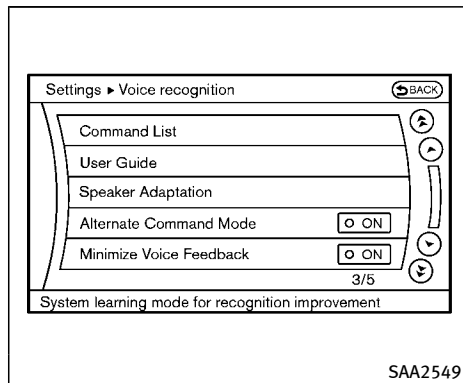 Settings ▶ Voice recognition
BACK
Command List
User Guide
Speaker Adaptation
Alternate Command Mode
ON
Minimize Voice Feedback
ON
3/5
System learning mode for recognition improvement
SAA2549